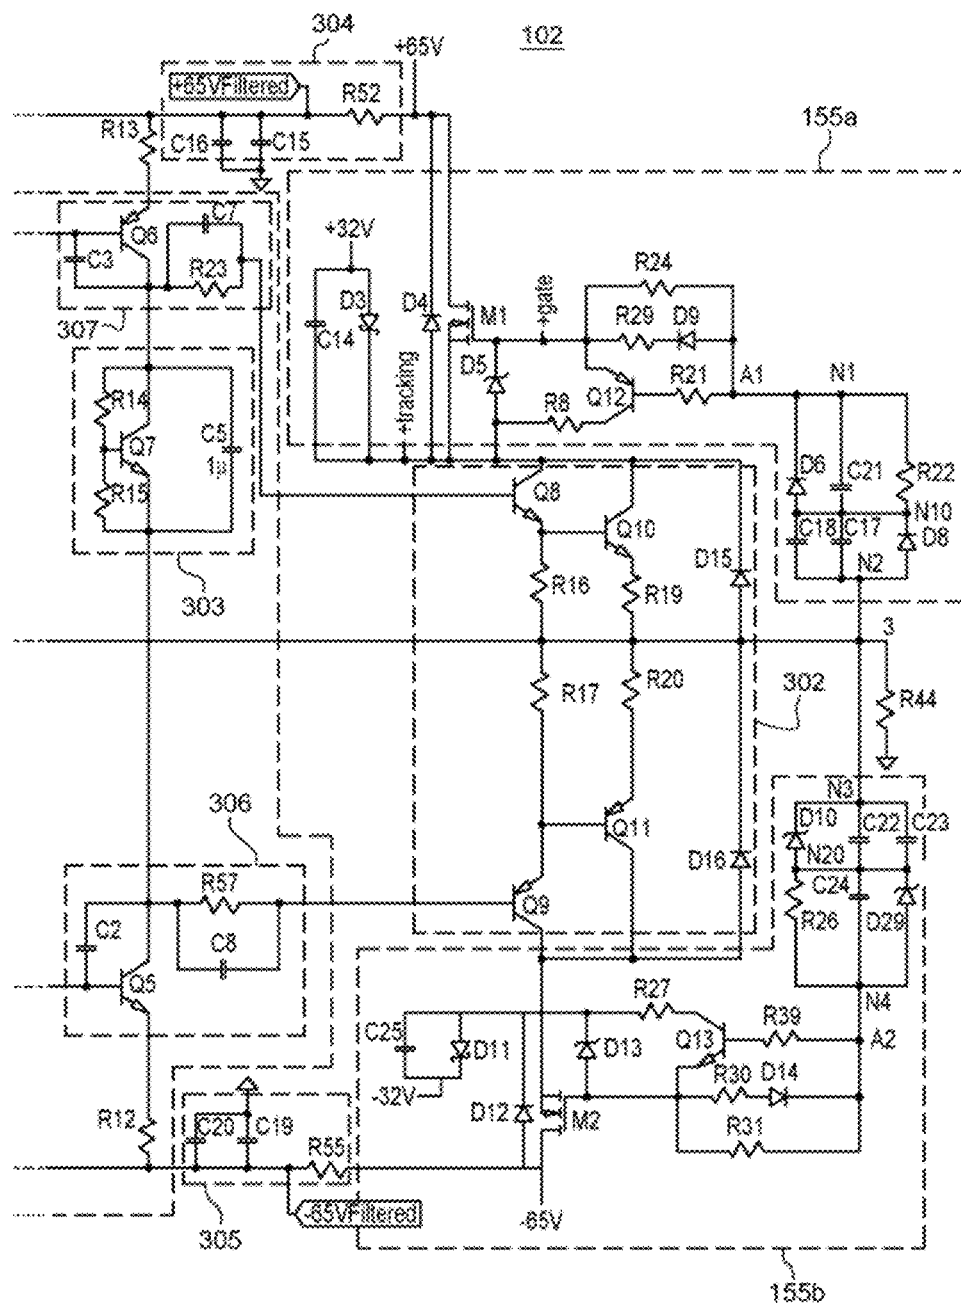 304
102
+65V
+65VFiltered
R52
R13
C16
C15
155a
C7
+32V
Q6
C3
R23
R24
D3
D4
M1
+gate
R29
D9
307
C14
D5
A1
N1
Q12
R21
R14
C5
1µ
Q7
R8
+tracking
D6
C21
R22
R15
Q8
Q10
N10
C18
C17
D8
D15
N2
303
R16
R19
3
R17
R20
302
R44
306
N3
D10
C22
C23
Q11
N20
R57
D16
C24
R26
D29
C2
C8
Q9
Q5
N4
R27
R39
A2
C25
D11
D13
Q13
-32V
R30
D14
R12
C20
C19
D12
M2
R31
R55
-65VFiltered
-65V
305
155b